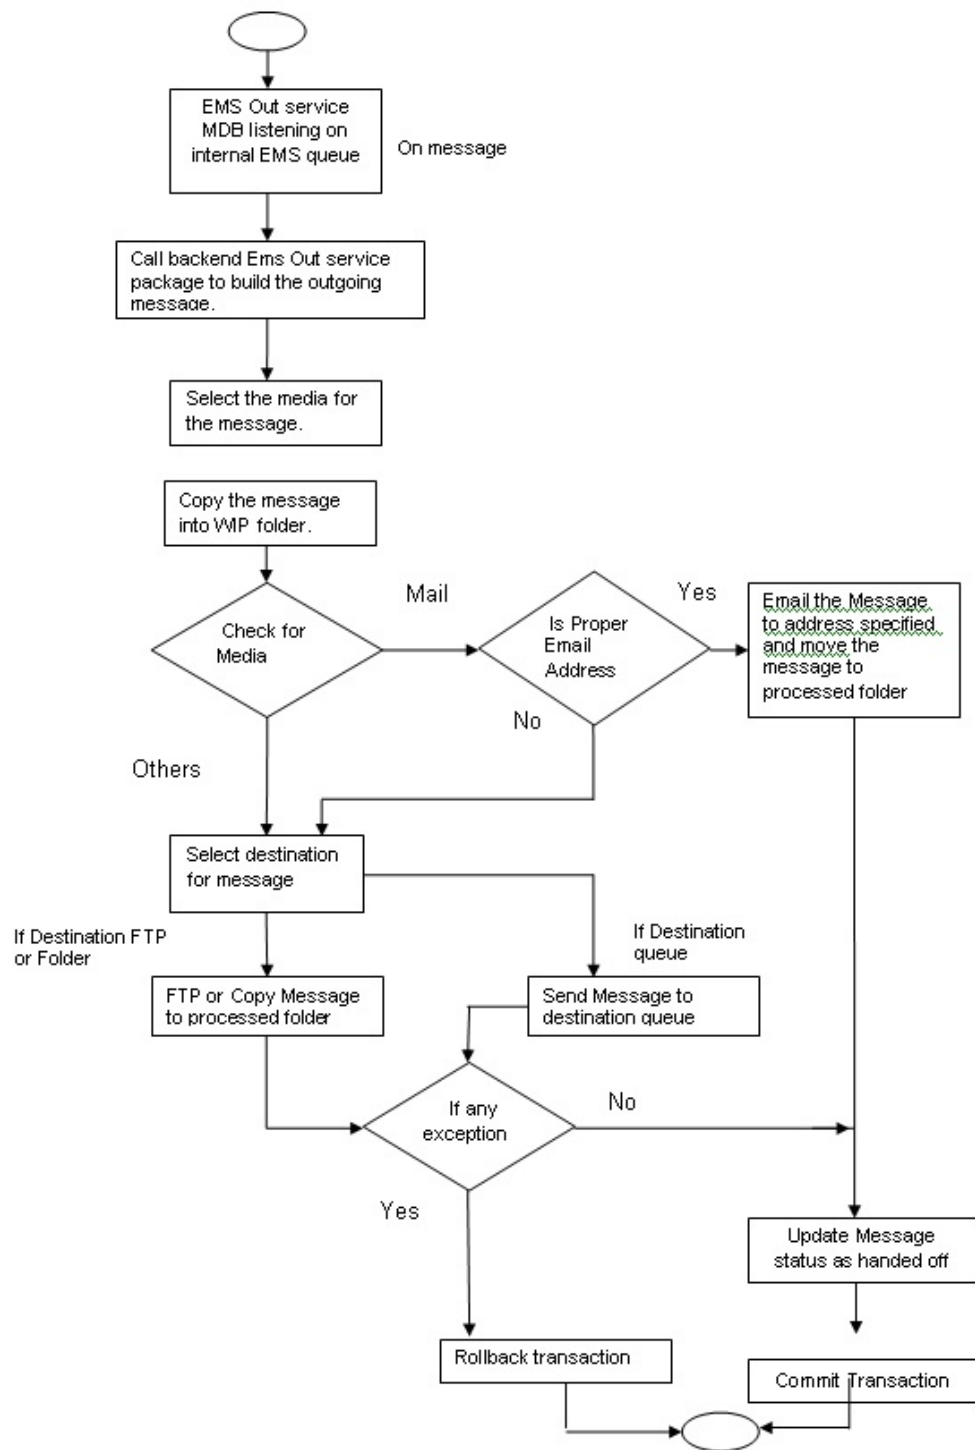 EMS Out service
MDB listening on
internal EMS queue
On message
Call backend Ems Out service
package to build the outgoing
message.
Select the media for
the message.
Copy the message
into WIP folder.
Mail
Yes
Check for
Media
Is Proper
Email
Address
Email the Message
to address specified
and move the
message to
processed folder
No
Others
Select destination
for message
If Destination FTP
or Folder
If Destination
queue
FTP or Copy Message
to processed folder
Send Message to
destination queue
If any
exception
No
Yes
Update Message
status as handed off
Rollback transaction
Commit Transaction